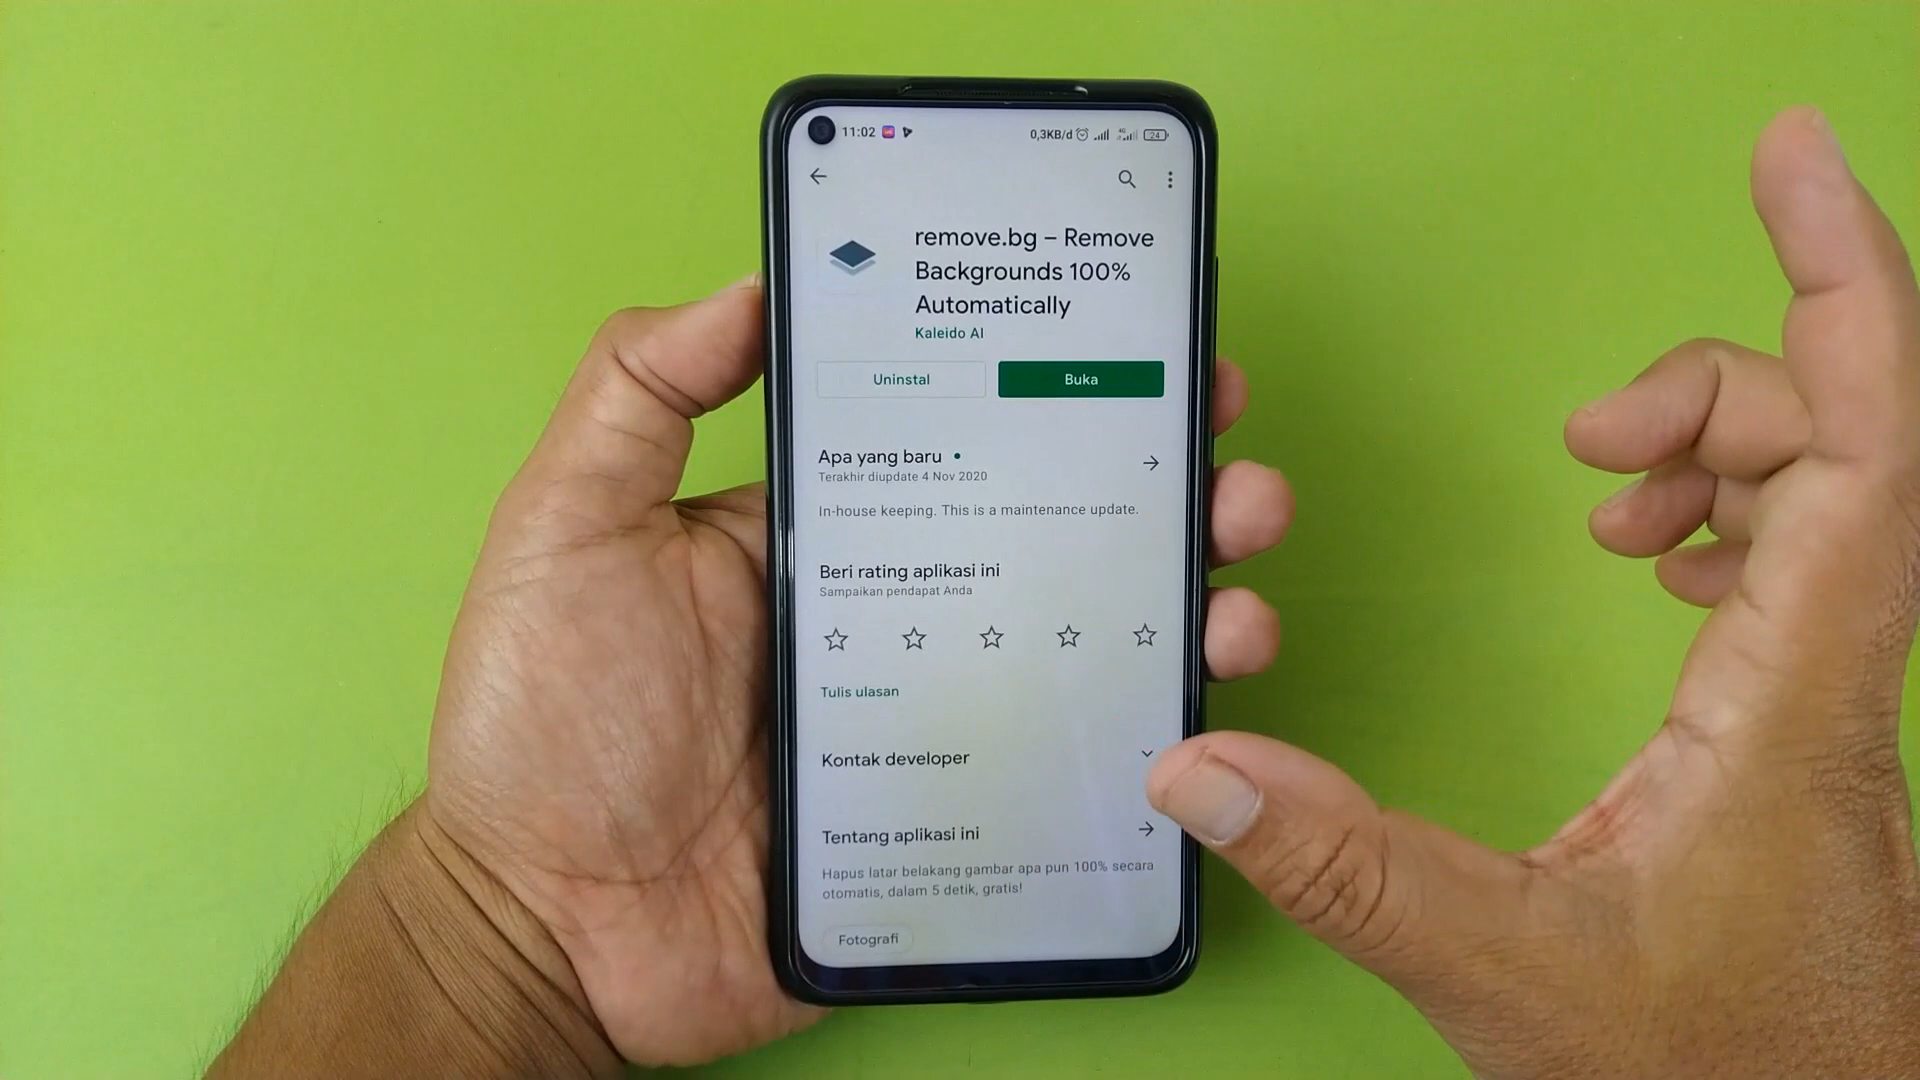 11:02
0,3KB/d 4G 24
remove.bg – Remove
Backgrounds 100%
Automatically
Kaleido AI
Uninstal Buka
Apa yang baru
Terakhir diupdate 4 Nov 2020
In-house keeping. This is a maintenance update.
Beri rating aplikasi ini
Sampaikan pendapat Anda
Tulis ulasan
Kontak developer
Tentang aplikasi ini
Hapus latar belakang gambar apa pun 100% secara
otomatis, dalam 5 detik, gratis!
Fotografi